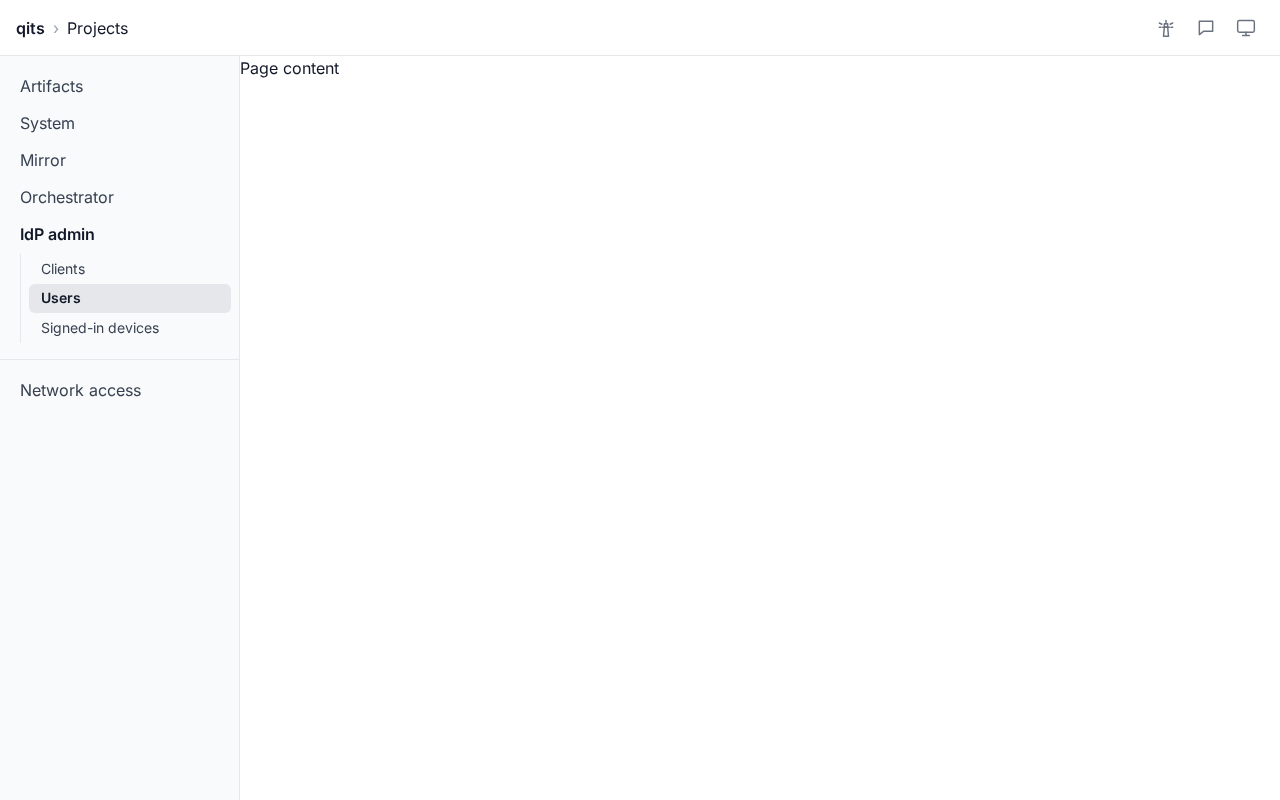 qits › Projects
Artifacts
System
Mirror
Orchestrator
IdP admin
Clients
Users
Signed-in devices
Network access
Page content